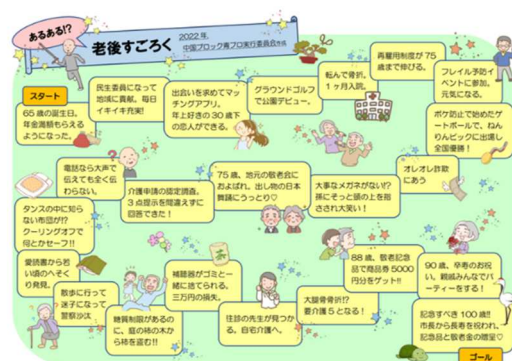 あるある!?
老後すごろく
2022年、
中国ブロック青プロ実行委員会作成
スタート
65歳の誕生日。
年金満額もらえる
ようになった。
民生委員になって
地域に貢献。毎日
イキイキ充実!
出会いを求めてマッ
チングアプリ。
年上好きの30歳下
の恋人ができる。
グラウンドゴルフ
で公園デビュー。
転んで骨折。
1ヶ月入院。
再雇用制度が75
歳まで伸びる。
フレイル予防イ
ベントに参加。
元気になる。
ボケ防止で始めたゲ
ートボールで、ねん
りんピックに出場し
全国優勝!
オレオレ詐欺
にあう
大事なメガネがない!?
孫にそっと頭の上を指
さされ大笑い!
75歳、地元の敬老会に
およばれ。出し物の日本
舞踊にうっとり♡
介護申請の認定調査。
3点提示を間違えずに
回答できた!
電話なら大声で
伝えても全く伝
わらない。
タンスの中に知ら
ない布団が!?
クーリングオフで
何とかセーフ!!
愛読書から若
い頃のへそく
り発見。
散歩に行って
迷子になって
警察沙汰
糖質制限があるの
に、庭の柿の木か
ら柿を盗む!!
補聴器がゴミと一
緒に捨てられる。
三万円の損失。
往診の先生が見つか
る。自宅介護へ。
大腿骨骨折!?
要介護5となる!
88歳、敬老記念
品で商品券5000
円分をゲット!!
90歳、卒寿のお祝
い。親戚みんなでパ
ーティーをする!
記念すべき100歳!!
市長から長寿を祝われ、
記念品と敬老金の贈呈♡
ゴール